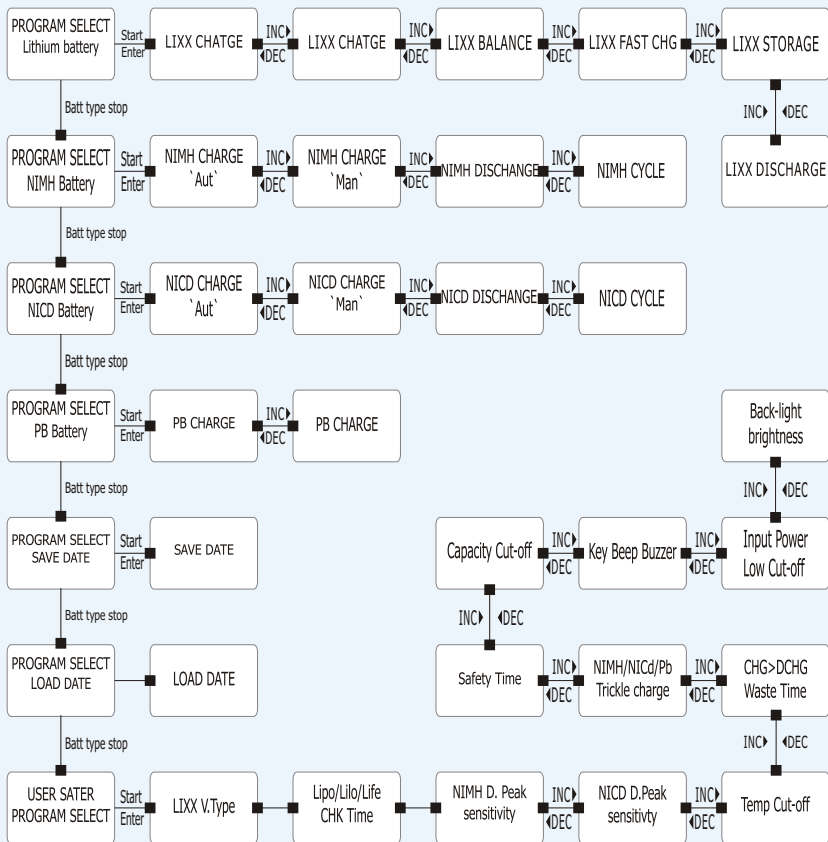 PROGRAM SELECT
Lithium battery
Start
Enter
LIXX CHATGE
INC
DEC
LIXX CHATGE
INC
DEC
LIXX BALANCE
INC
DEC
LIXX FAST CHG
INC
DEC
LIXX STORAGE
Batt type stop
INC DEC
PROGRAM SELECT
NIMH Battery
Start
Enter
NIMH CHARGE
`Aut`
INC
DEC
NIMH CHARGE
`Man`
INC
DEC
NIMH DISCHANGE
INC
DEC
NIMH CYCLE
LIXX DISCHARGE
Batt type stop
PROGRAM SELECT
NICD Battery
Start
Enter
NICD CHARGE
`Aut`
INC
DEC
NICD CHARGE
`Man`
INC
DEC
NICD DISCHANGE
INC
DEC
NICD CYCLE
Batt type stop
PROGRAM SELECT
PB Battery
Start
Enter
PB CHARGE
INC
DEC
PB CHARGE
Back-light
brightness
Batt type stop
INC DEC
PROGRAM SELECT
SAVE DATE
Start
Enter
SAVE DATE
Capacity Cut-off
INC
DEC
Key Beep Buzzer
INC
DEC
Input Power
Low Cut-off
Batt type stop
INC DEC
PROGRAM SELECT
LOAD DATE
LOAD DATE
Safety Time
INC
DEC
NIMH/NICd/Pb
Trickle charge
INC
DEC
CHG>DCHG
Waste Time
Batt type stop
INC DEC
USER SATER
PROGRAM SELECT
Start
Enter
LIXX V.Type
Lipo/Lilo/Life
CHK Time
NIMH D. Peak
sensitivity
INC
DEC
NICD D.Peak
sensitivty
INC
DEC
Temp Cut-off